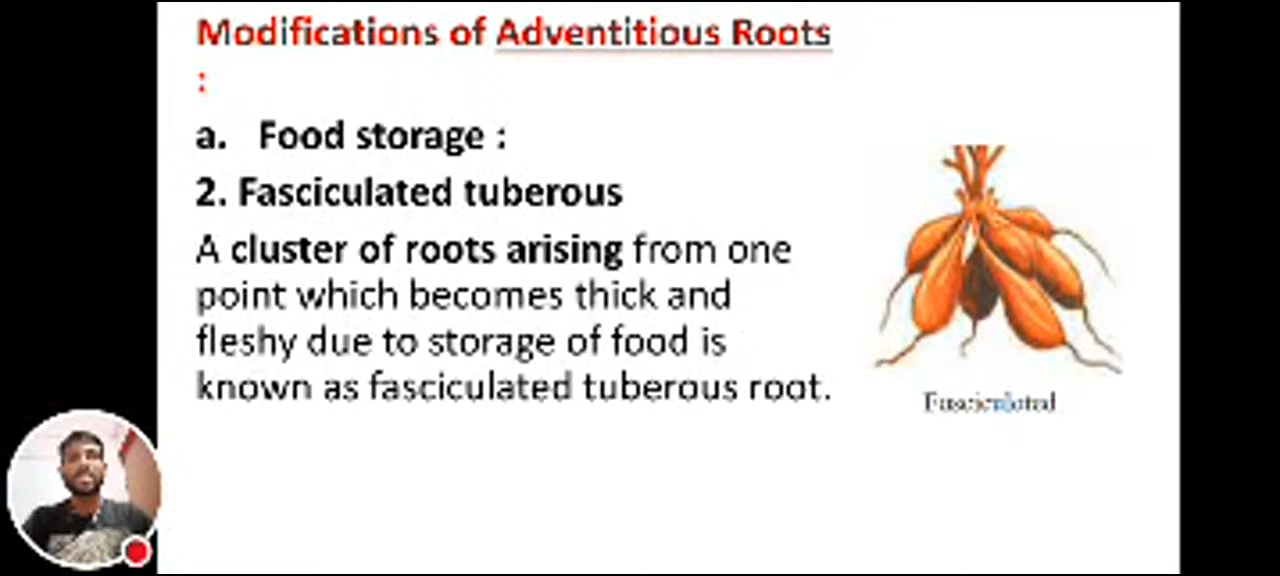 Modifications of Adventitious Roots
:
a. Food storage :
2. Fasciculated tuberous
A cluster of roots arising from one
point which becomes thick and
fleshy due to storage of food is
known as fasciculated tuberous root.
Fasciculated